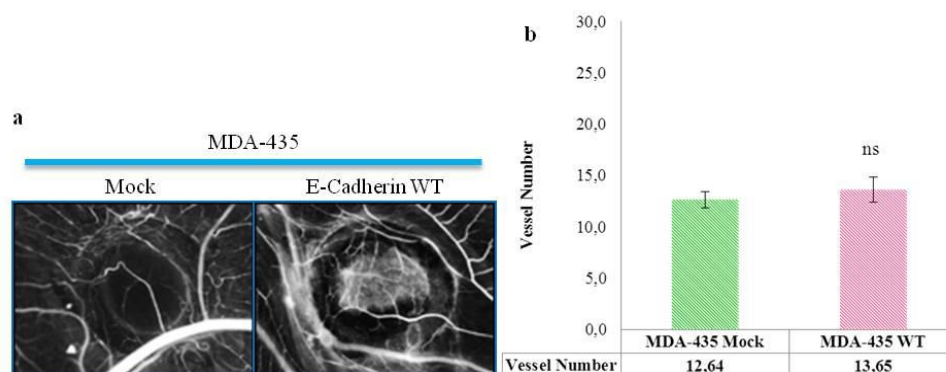 a
MDA-435
Mock E-Cadherin WT
b
Vessel Number
30,0
25,0
20,0
15,0
10,0
5,0
0,0
ns
MDA-435 Mock MDA-435 WT
Vessel Number 12,64 13,65